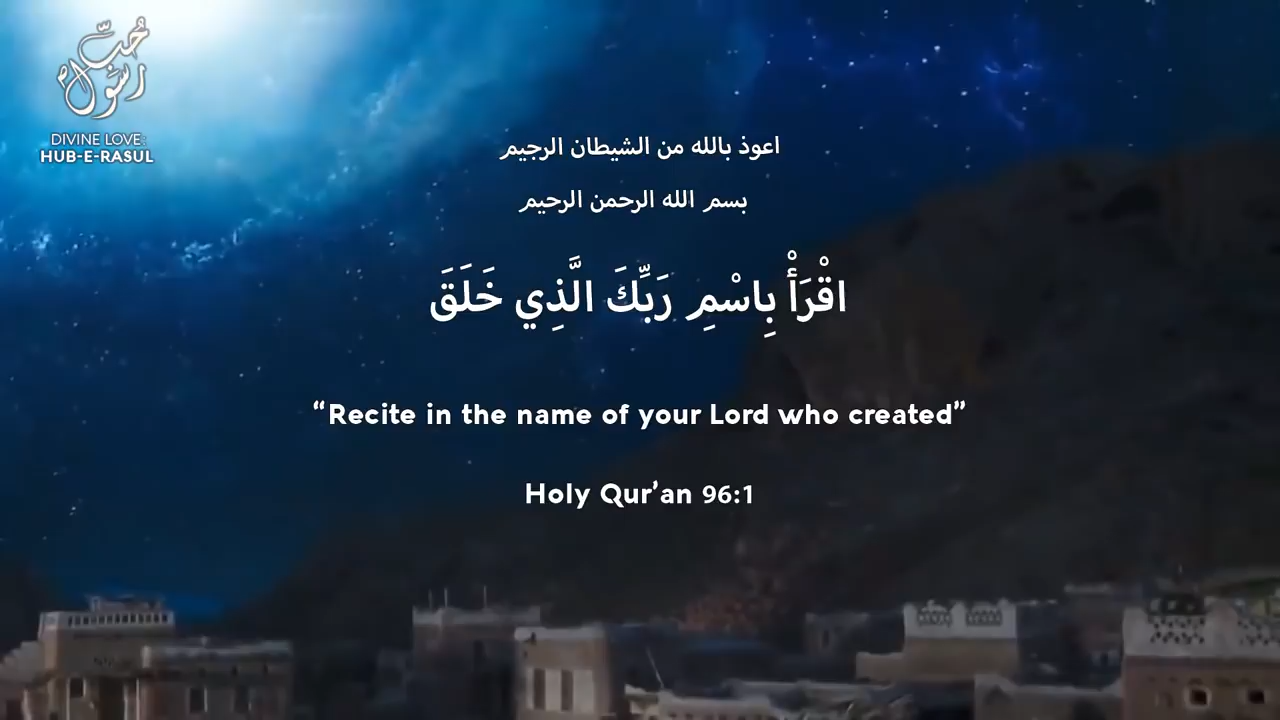 حُبِّ
رَسُوْل
DIVINE LOVE:
HUB-E-RASUL
اعوذ بالله من الشيطان الرجيم
بسم الله الرحمن الرحيم
اقْرَأْ بِاسْمِ رَبِّكَ الَّذِي خَلَقَ
“Recite in the name of your Lord who created”
Holy Qur’an 96:1